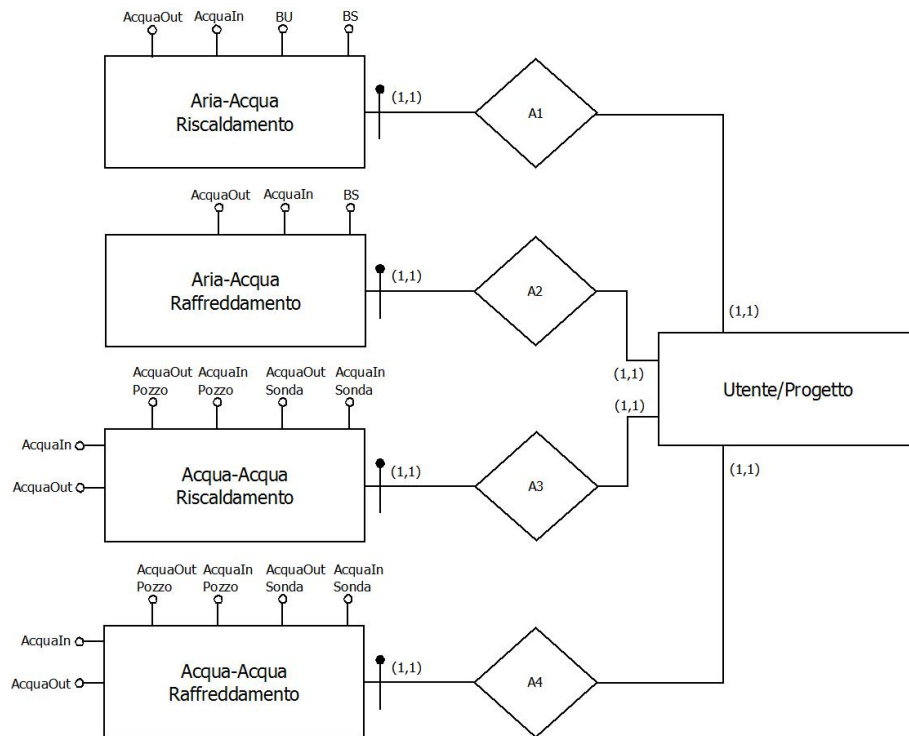 AcquaOut AcquaIn BU BS
Aria-Acqua
Riscaldamento
(1,1)
A1
AcquaOut AcquaIn BS
Aria-Acqua
Raffreddamento
(1,1)
A2
(1,1)
(1,1)
(1,1)
Utente/Progetto
(1,1)
AcquaOut AcquaIn AcquaOut AcquaIn
Pozzo Pozzo Sonda Sonda
AcquaIn
AcquaOut
Acqua-Acqua
Riscaldamento
(1,1)
A3
AcquaOut AcquaIn AcquaOut AcquaIn
Pozzo Pozzo Sonda Sonda
AcquaIn
AcquaOut
Acqua-Acqua
Raffreddamento
(1,1)
A4